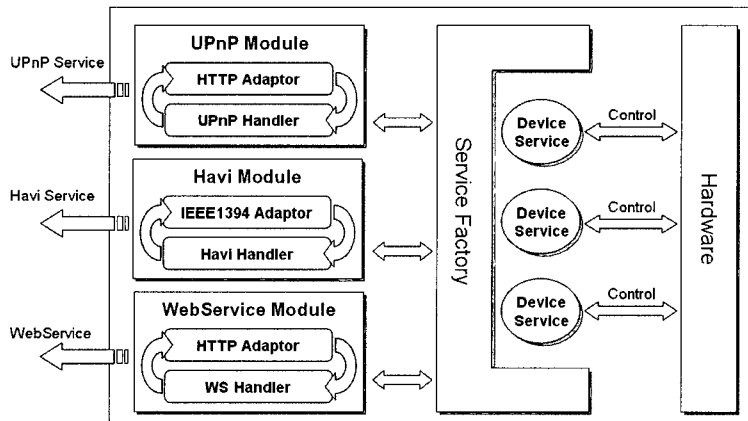 UPnP Module
UPnP Service
HTTP Adaptor
UPnP Handler
Havi Module
Havi Service
IEEE1394 Adaptor
Havi Handler
WebService Module
WebService
HTTP Adaptor
WS Handler
Service Factory
Device
Service
Control
Device
Service
Control
Device
Service
Control
Hardware